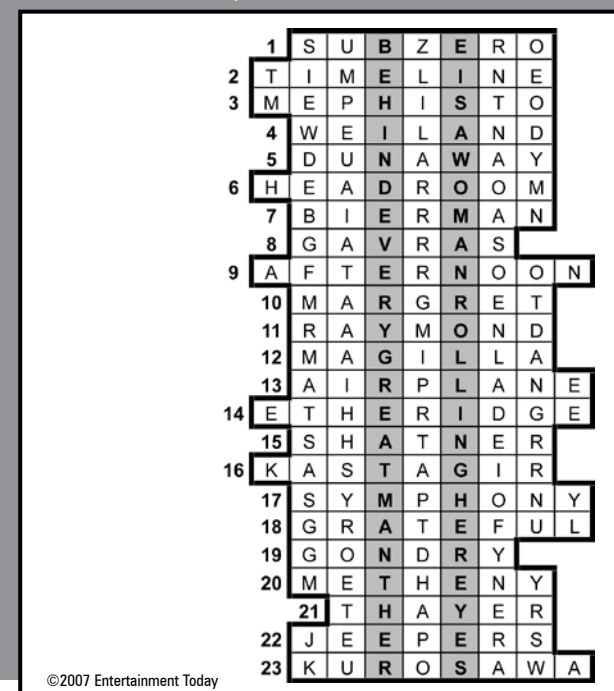 1 SUBZERO
2 TIMELINE
3 MEPHISTO
4 WEILAND
5 DUNAWAY
6 HEADROOM
7 BIERMAN
8 GAVRAS
9 AFTERNOON
10 MARGRET
11 RAYMOND
12 MAGILLA
13 AIRPLANE
14 ETHERIDGE
15 SHATNER
16 KASTAGIR
17 SYMPHONY
18 GRATEFUL
19 GONDRY
20 METHENY
21 THAYER
22 JEEPERS
23 KUROSAWA
©2007 Entertainment Today